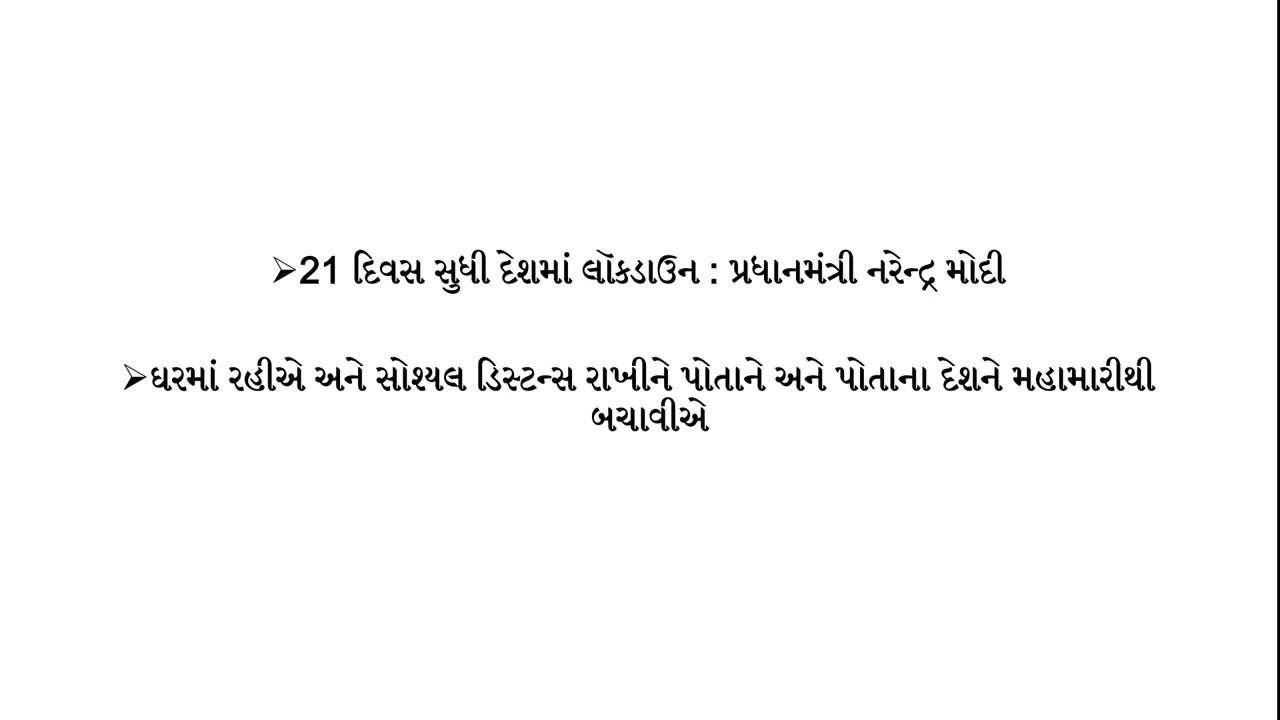 ➢21 દિવસ સુધી દેશમાં લૉકડાઉન : પ્રધાનમંત્રી નરેન્દ્ર મોદી
➢ઘરમાં રહીએ અને સોશ્યલ ડિસ્ટન્સ રાખીને પોતાને અને પોતાના દેશને મહામારીથી
બચાવીએ